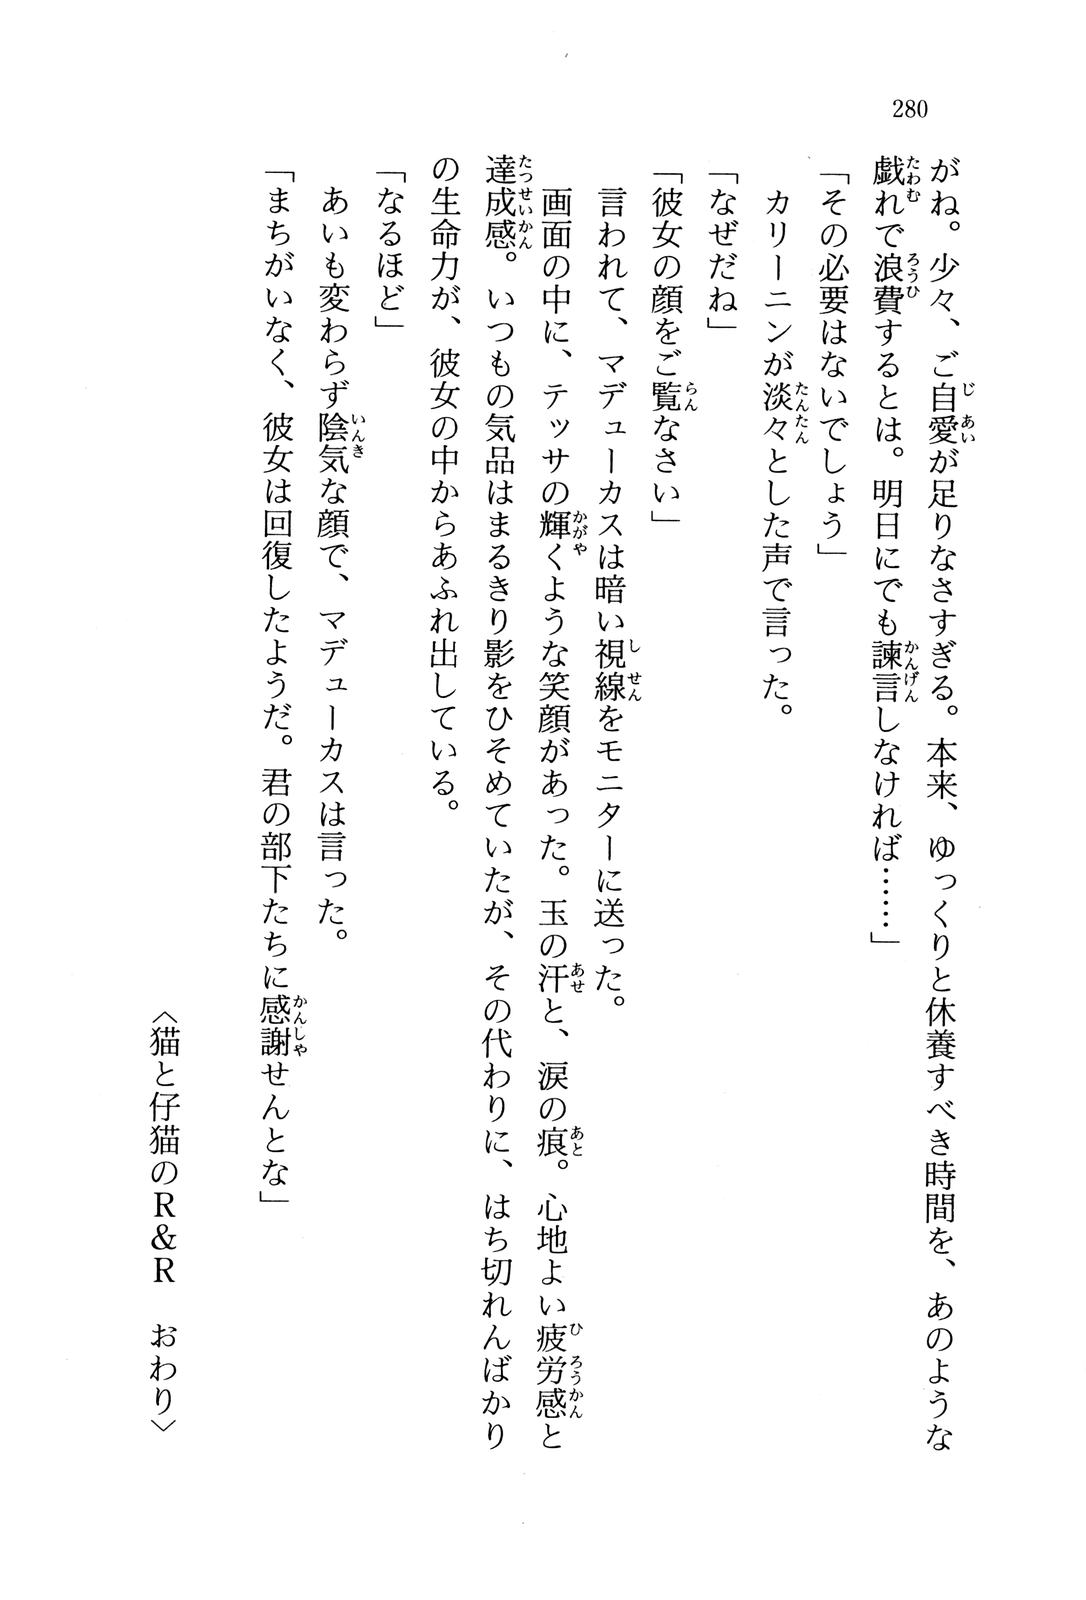 280
がね。少々、ご自愛が足りなさすぎる。本来、ゆっくりと休養すべき時間を、あのような
戯れで浪費するとは。明日にでも諫言しなければ……」
「その必要はないでしょう」
　カリーニンが淡々とした声で言った。
「なぜだね」
「彼女の顔をご覧なさい」
　言われて、マデューカスは暗い視線をモニターに送った。
　画面の中に、テッサの輝くような笑顔があった。玉の汗と、涙の痕。心地よい疲労感と
達成感。いつもの気品はまるきり影をひそめていたが、その代わりに、はち切れんばかり
の生命力が、彼女の中からあふれ出している。
「なるほど」
　あいも変わらず陰気な顔で、マデューカスは言った。
「まちがいなく、彼女は回復したようだ。君の部下たちに感謝せんとな」
〈猫と仔猫のR&R　おわり〉